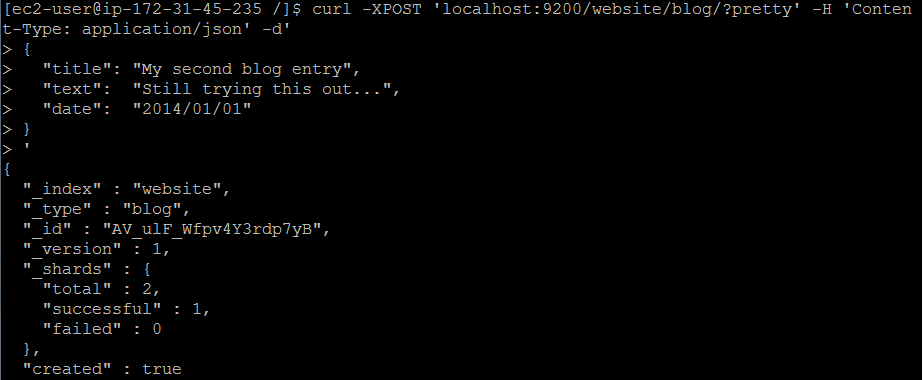 [ec2-user@ip-172-31-45-235 /]$ curl -XPOST 'localhost:9200/website/blog/?pretty' -H 'Conten
t-Type: application/json' -d'
> {
>   "title": "My second blog entry",
>   "text":  "Still trying this out...",
>   "date":  "2014/01/01"
> }
> '
{
  "_index" : "website",
  "_type" : "blog",
  "_id" : "AV_ulF_Wfpv4Y3rdp7yB",
  "_version" : 1,
  "_shards" : {
    "total" : 2,
    "successful" : 1,
    "failed" : 0
  },
  "created" : true